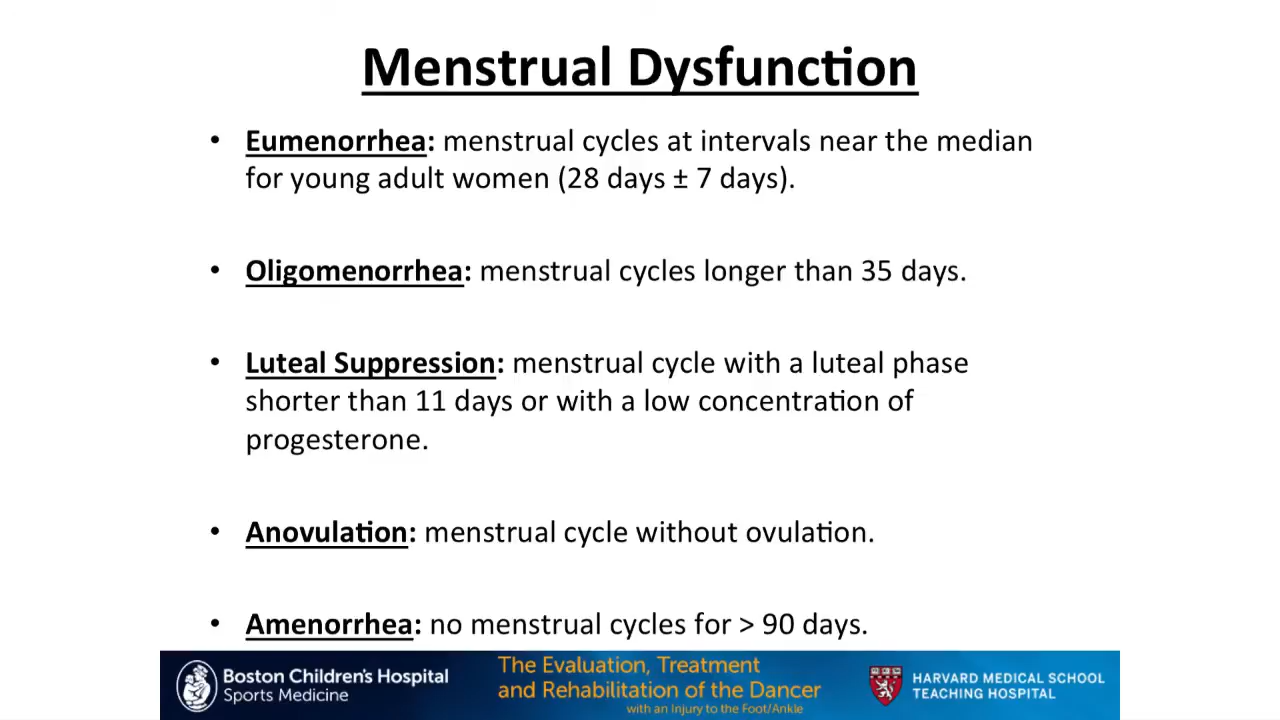 Menstrual Dysfunction
• Eumenorrhea: menstrual cycles at intervals near the median
for young adult women (28 days ± 7 days).
• Oligomenorrhea: menstrual cycles longer than 35 days.
• Luteal Suppression: menstrual cycle with a luteal phase
shorter than 11 days or with a low concentration of
progesterone.
• Anovulation: menstrual cycle without ovulation.
• Amenorrhea: no menstrual cycles for > 90 days.
Boston Children's Hospital
Sports Medicine
The Evaluation, Treatment
and Rehabilitation of the Dancer
with an Injury to the Foot/Ankle
HARVARD MEDICAL SCHOOL
TEACHING HOSPITAL